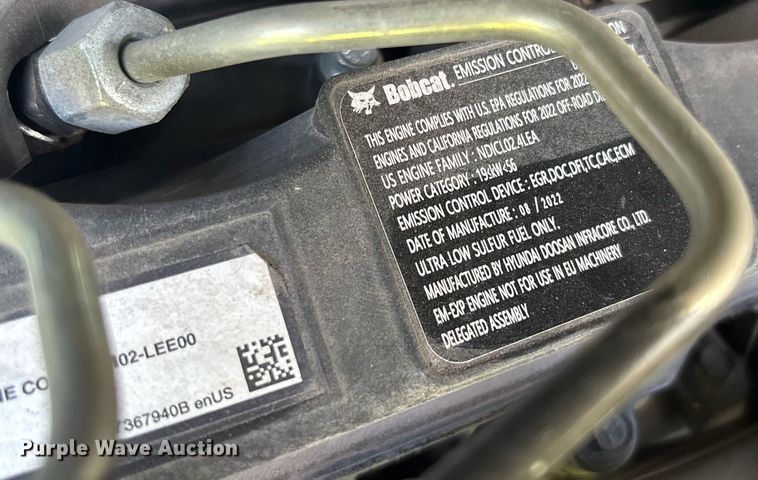 Bobcat. EMISSION CONTROL
THIS ENGINE COMPLIES WITH U.S. EPA REGULATIONS FOR 2022
ENGINES AND CALIFORNIA REGULATIONS FOR 2022 OFF-ROAD
US ENGINE FAMILY : NDICL02.4LEA
POWER CATEGORY : 19≤kW<56
EMISSION CONTROL DEVICE : EGR,DOC,DFI,TC,CAC,ECM
DATE OF MANUFACTURE : 08 / 2022
ULTRA LOW SULFUR FUEL ONLY.
MANUFACTURED BY HYUNDAI DOOSAN INFRACORE CO., LTD.
EM-EXP ENGINE NOT FOR USE IN EU MACHINERY
DELEGATED ASSEMBLY
02-LEE00
7367940B enUS
Purple Wave Auction